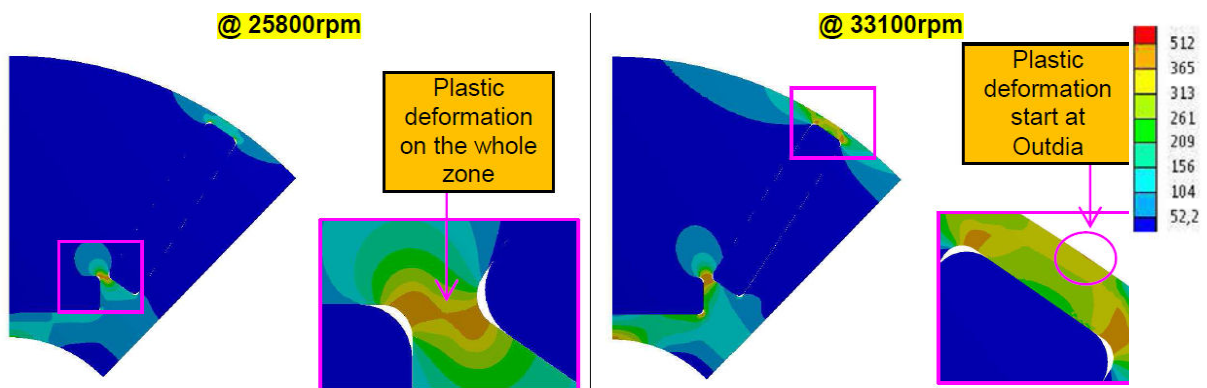 @ 25800rpm
Plastic
deformation
on the whole
zone
@ 33100rpm
Plastic
deformation
start at
Outdia
512
365
313
261
209
156
104
52,2